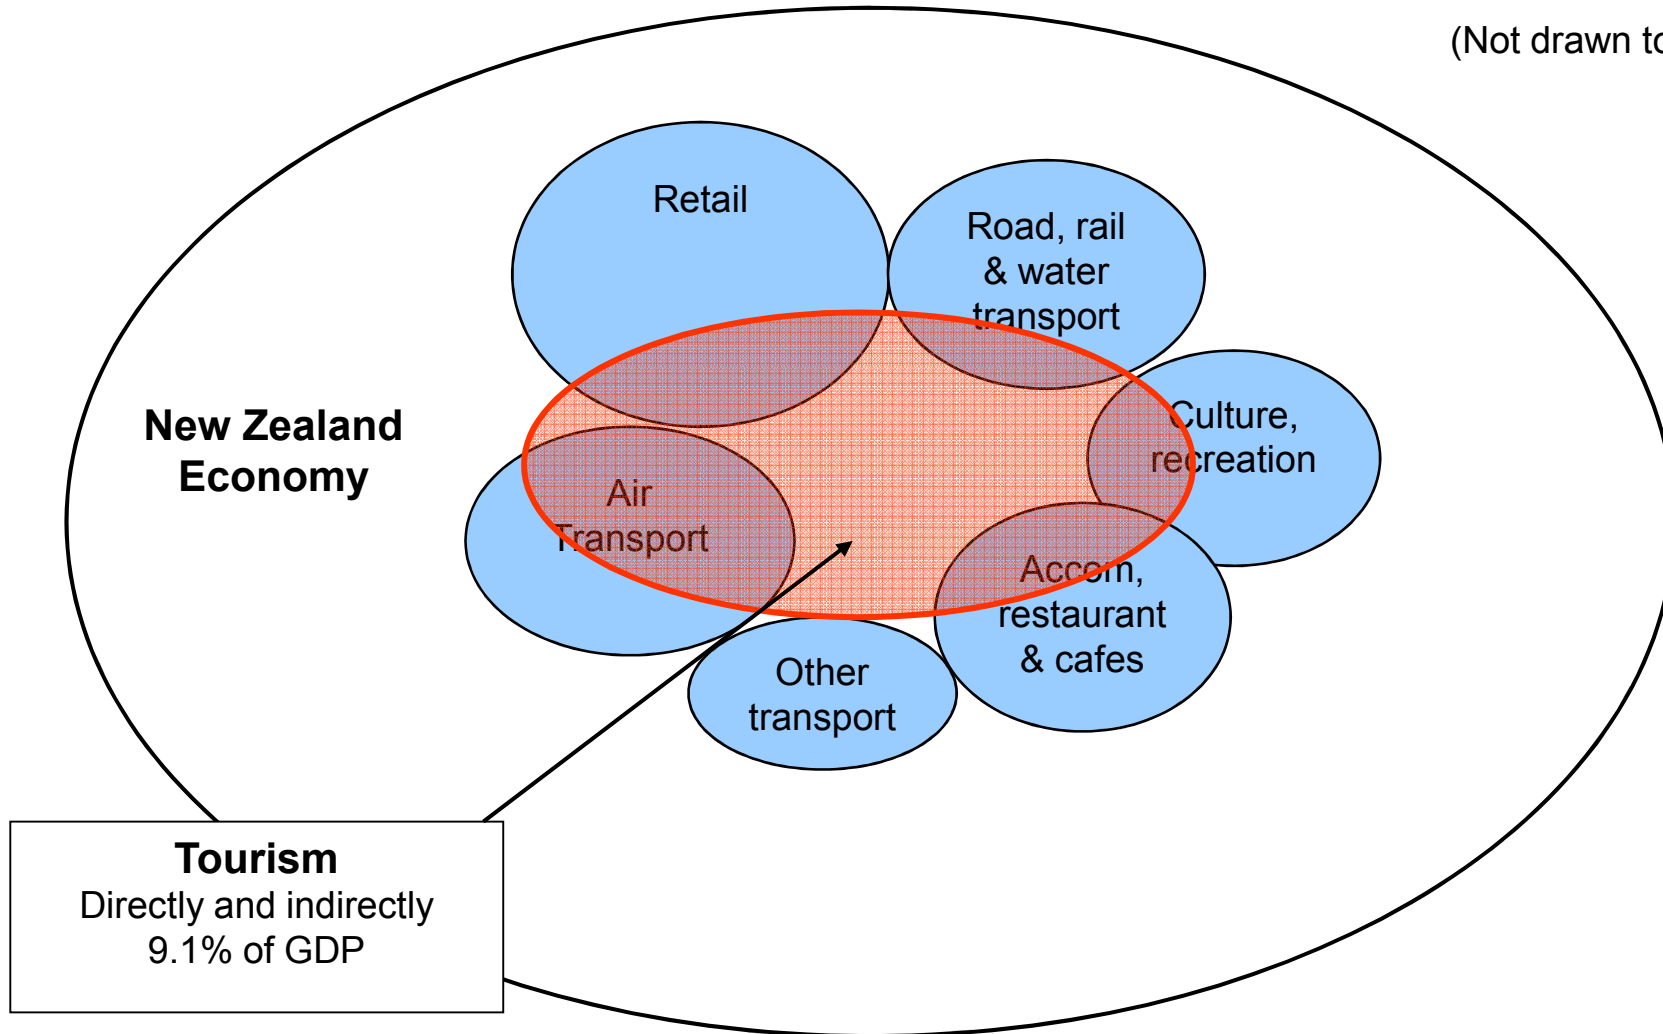 (Not drawn to
Retail
Road, rail
& water
transport
New Zealand
Economy
Culture,
recreation
Air
Transport
Accom,
restaurant
& cafes
Other
transport
Tourism
Directly and indirectly
9.1% of GDP